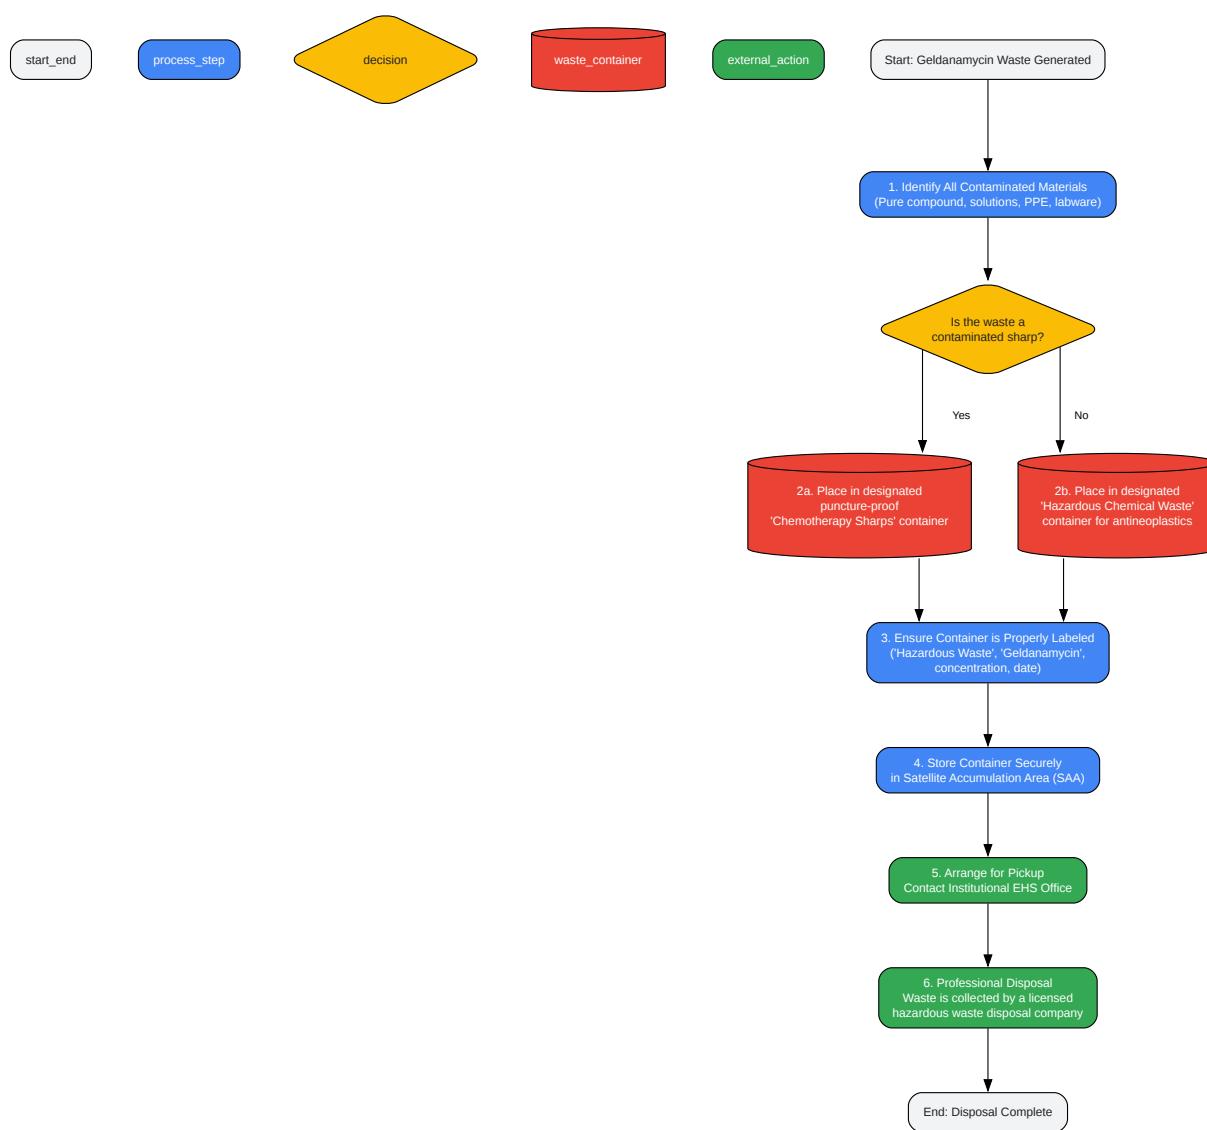 start_end
process_step
decision
waste_container
external_action
Start: Geldanamycin Waste Generated
1. Identify All Contaminated Materials
(Pure compound, solutions, PPE, labware)
Is the waste a
contaminated sharp?
Yes
No
2a. Place in designated
puncture-proof
'Chemotherapy Sharps' container
2b. Place in designated
'Hazardous Chemical Waste'
container for antineoplastics
3. Ensure Container is Properly Labeled
('Hazardous Waste', 'Geldanamycin',
concentration, date)
4. Store Container Securely
in Satellite Accumulation Area (SAA)
5. Arrange for Pickup
Contact Institutional EHS Office
6. Professional Disposal
Waste is collected by a licensed
hazardous waste disposal company
End: Disposal Complete